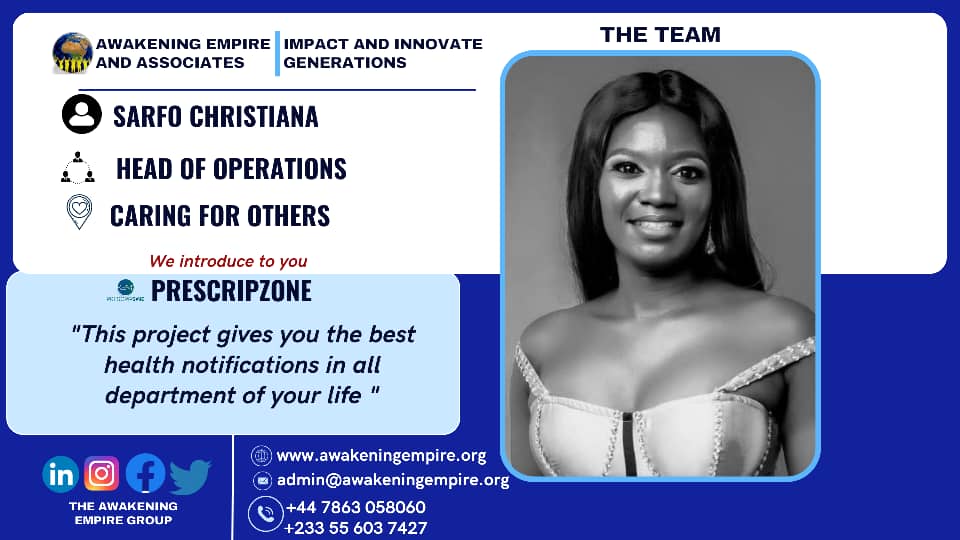 AWAKENING EMPIRE
AND ASSOCIATES
IMPACT AND INNOVATE
GENERATIONS
THE TEAM
SARFO CHRISTIANA
HEAD OF OPERATIONS
CARING FOR OTHERS
We introduce to you
PRESCRIPZONE
"This project gives you the best
health notifications in all
department of your life "
in
THE AWAKENING
EMPIRE GROUP
www.awakeningempire.org
admin@awakeningempire.org
+44 7863 058060
+233 55 603 7427